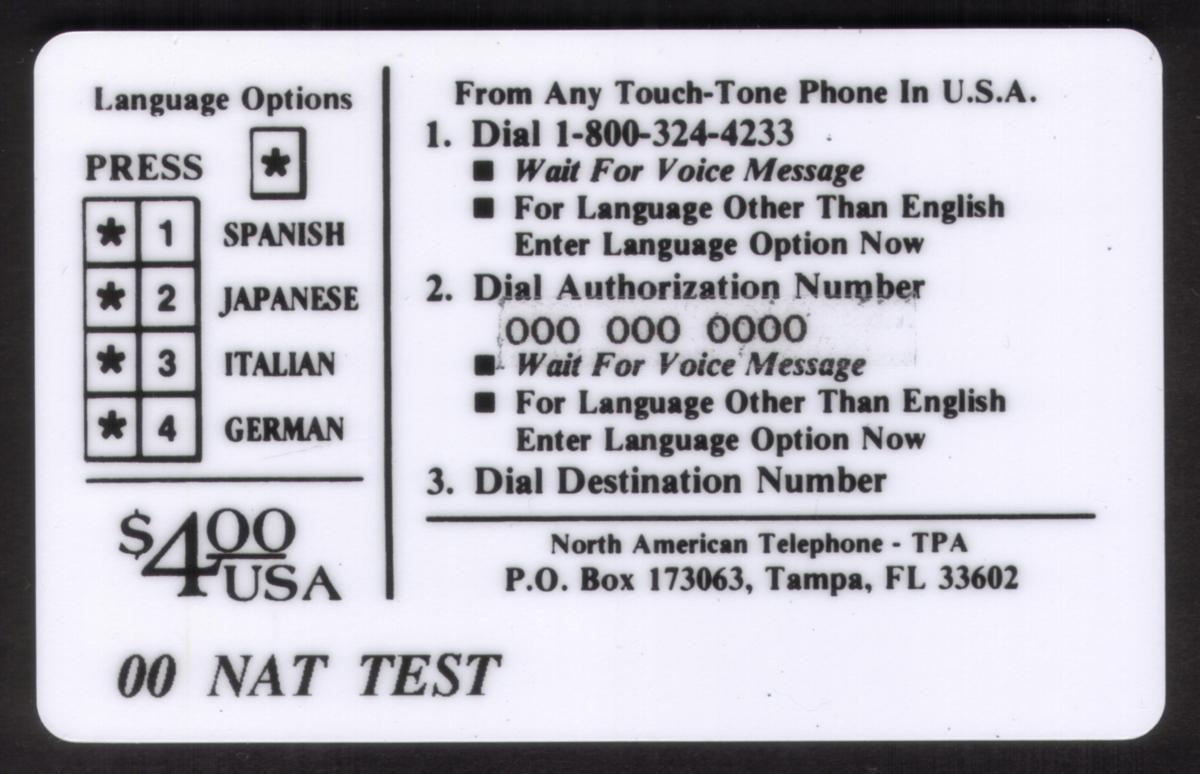 Language Options
PRESS *
* 1 SPANISH
* 2 JAPANESE
* 3 ITALIAN
* 4 GERMAN
$4.00
USA
00 NAT TEST
From Any Touch-Tone Phone In U.S.A.
1. Dial 1-800-324-4233
■ Wait For Voice Message
■ For Language Other Than English
Enter Language Option Now
2. Dial Authorization Number
000 000 0000
■ Wait For Voice Message
■ For Language Other Than English
Enter Language Option Now
3. Dial Destination Number
North American Telephone - TPA
P.O. Box 173063, Tampa, FL 33602